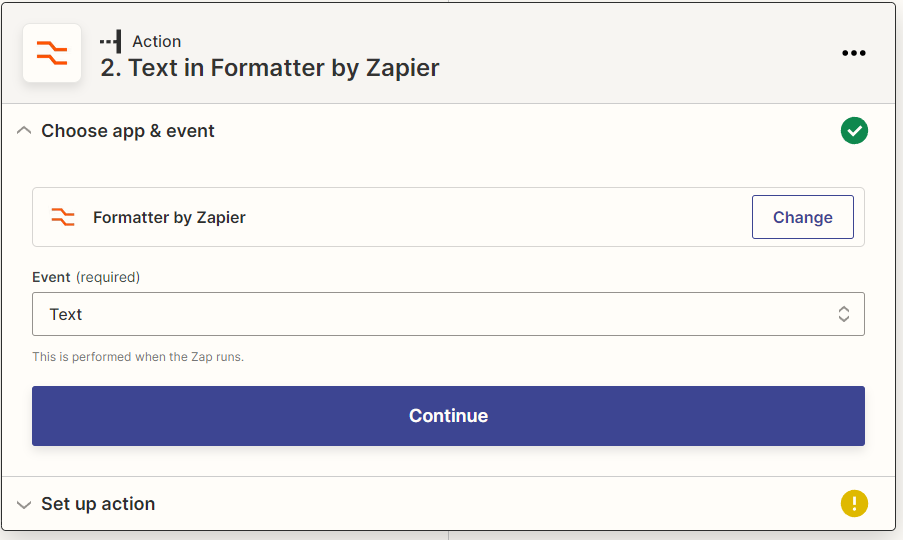 Action
2. Text in Formatter by Zapier
Choose app & event
Formatter by Zapier
Change
Event (required)
Text
This is performed when the Zap runs.
Continue
Set up action